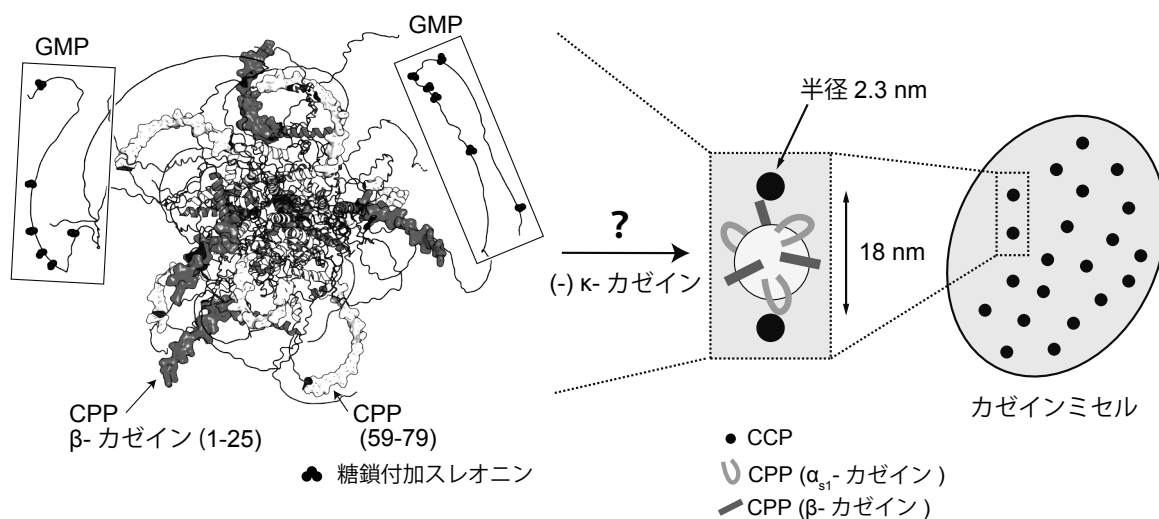 GMP
GMP
CPP
β- カゼイン (1-25)
CPP
(59-79)
糖鎖付加スレオニン
?
(-) κ- カゼイン
半径 2.3 nm
18 nm
カゼインミセル
CCP
CPP (αs1- カゼイン )
CPP (β- カゼイン )